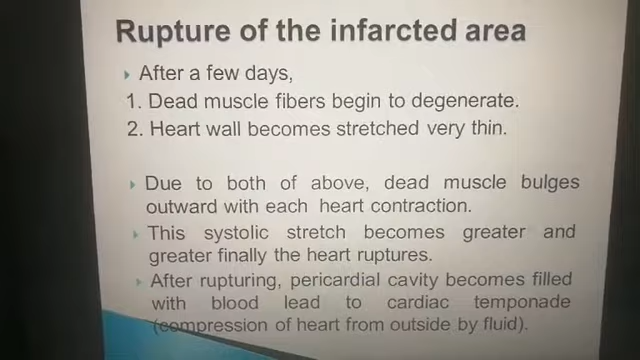 Rupture of the infarcted area
After a few days,
1. Dead muscle fibers begin to degenerate.
2. Heart wall becomes stretched very thin.
Due to both of above, dead muscle bulges
outward with each heart contraction.
This systolic stretch becomes greater and
greater finally the heart ruptures.
After rupturing, pericardial cavity becomes filled
with blood lead to cardiac temponade
(compression of heart from outside by fluid).